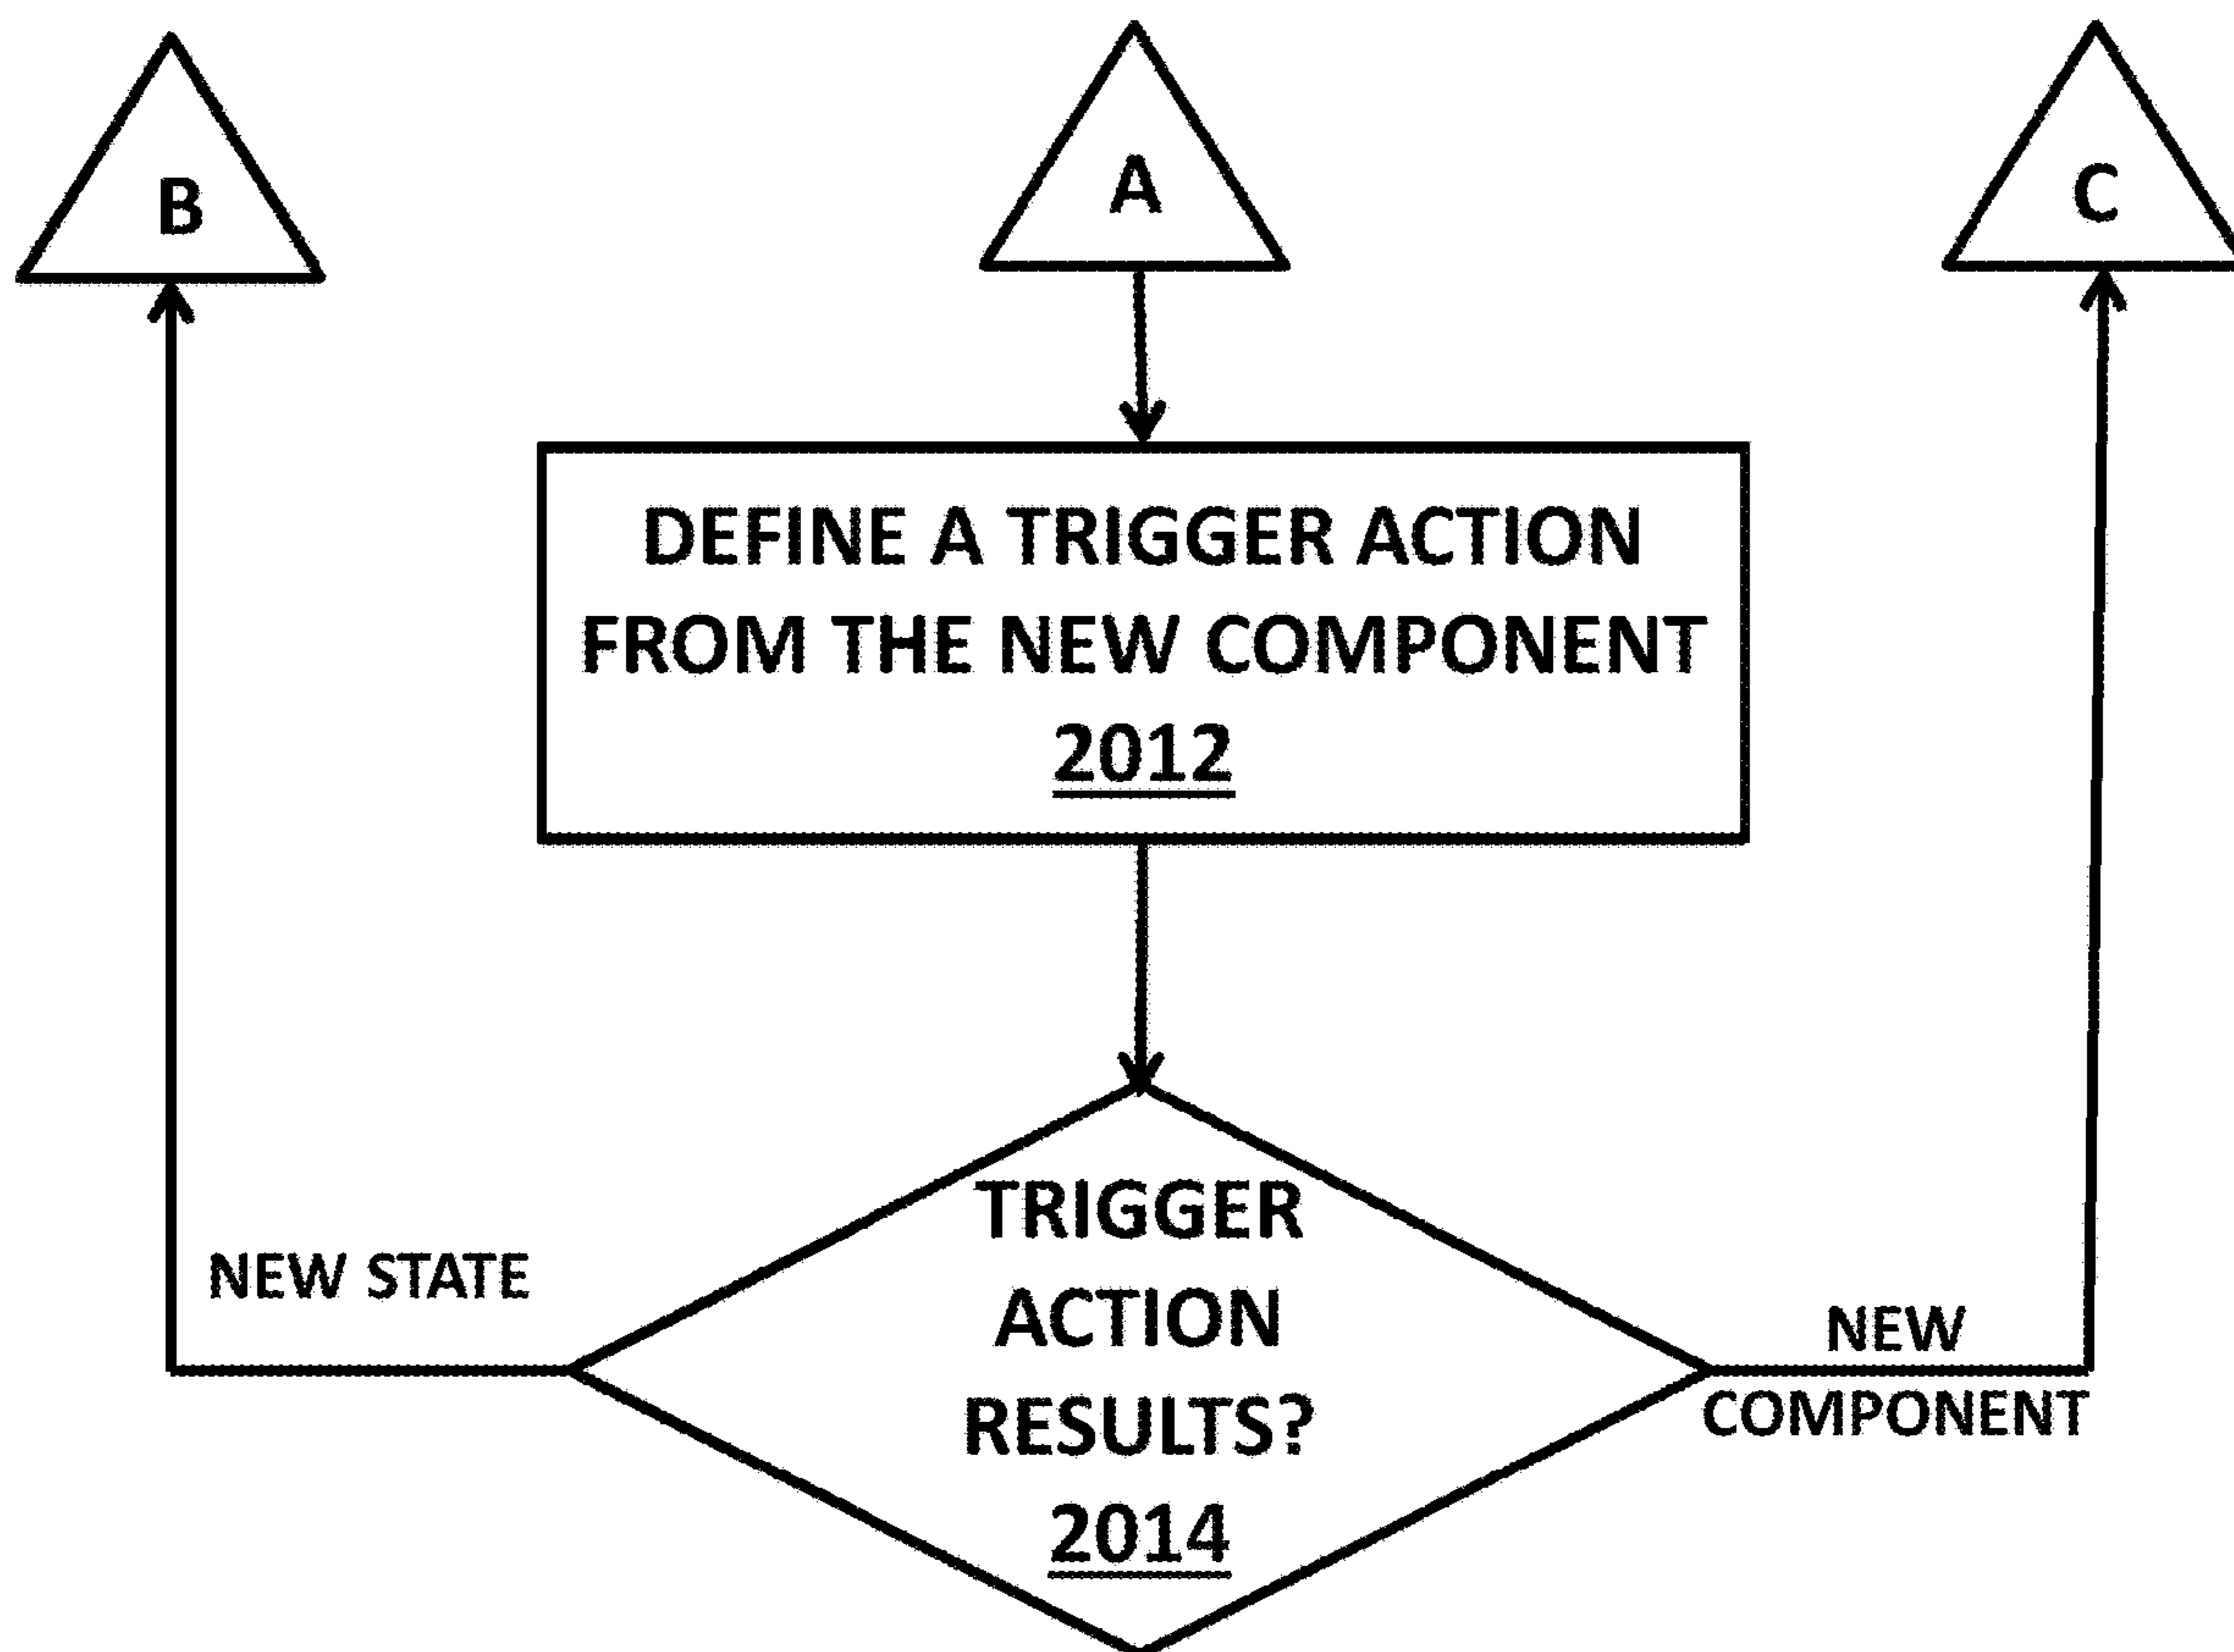 B
A
C
DEFINE A TRIGGER ACTION
FROM THE NEW COMPONENT
2012
TRIGGER
ACTION
RESULTS?
2014
NEW STATE
NEW
COMPONENT